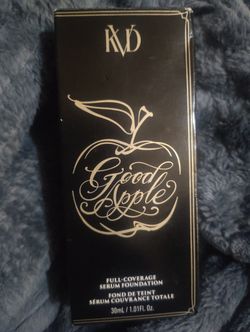 KVD
Good
Apple
FULL-COVERAGE
SERUM FOUNDATION
FOND DE TEINT
SÉRUM COUVRANCE TOTALE
30mL / 1.01Fl. Oz.